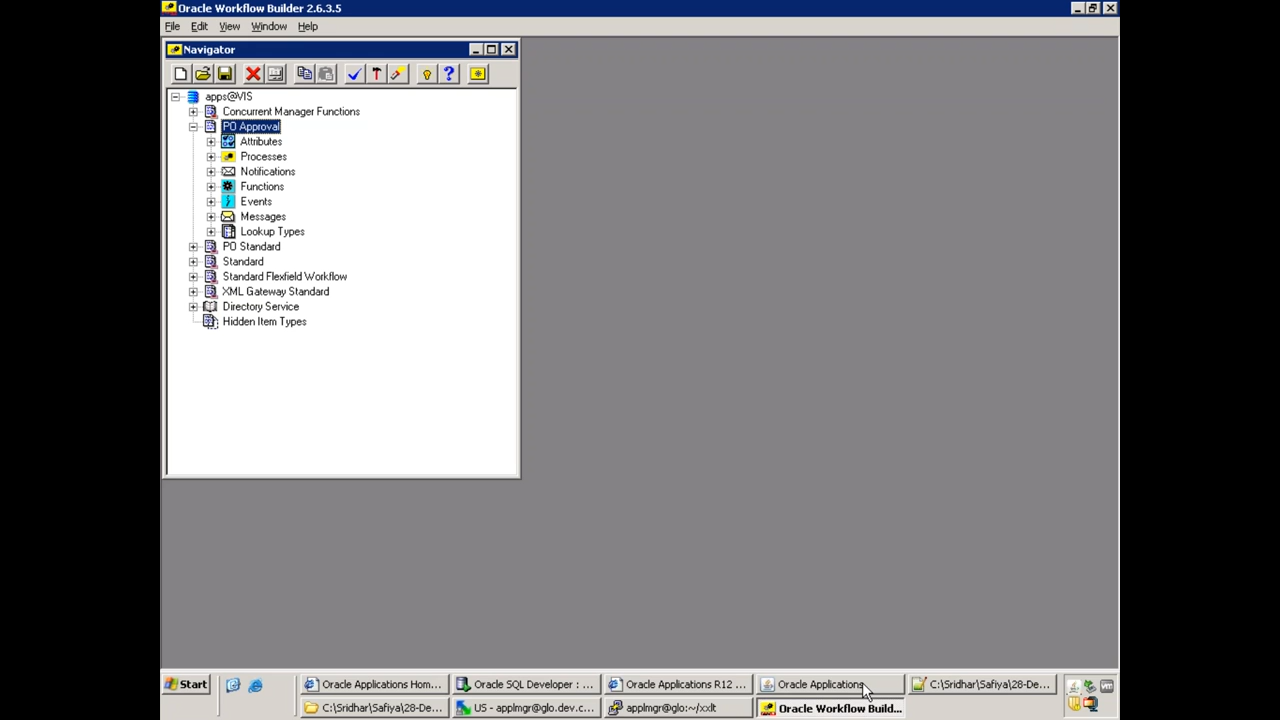 Oracle Workflow Builder 2.6.3.5
File Edit View Window Help
Navigator
apps@VIS
Concurrent Manager Functions
PO Approval
Attributes
Processes
Notifications
Functions
Events
Messages
Lookup Types
PO Standard
Standard
Standard Flexfield Workflow
XML Gateway Standard
Directory Service
Hidden Item Types
Start Oracle Applications Hom... Oracle SQL Developer : ... Oracle Applications R12 ... Oracle Applications C:\Sridhar\Safiya\28-De...
C:\Sridhar\Safiya\28-De... US - applmgr@glo.dev.c... applmgr@glo:~/xxlt Oracle Workflow Build...